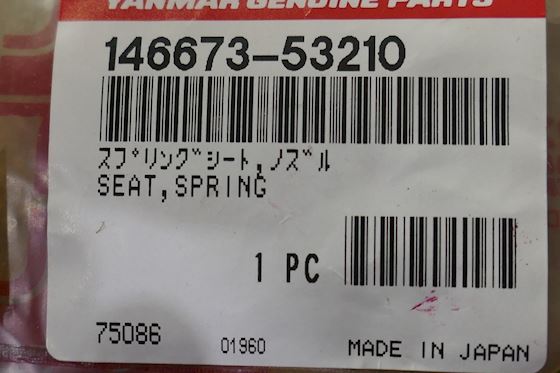 YANMAR GENUINE PARTS
146673-53210
スプリングシート,ノズル
SEAT,SPRING
1 PC
75086 01960 MADE IN JAPAN